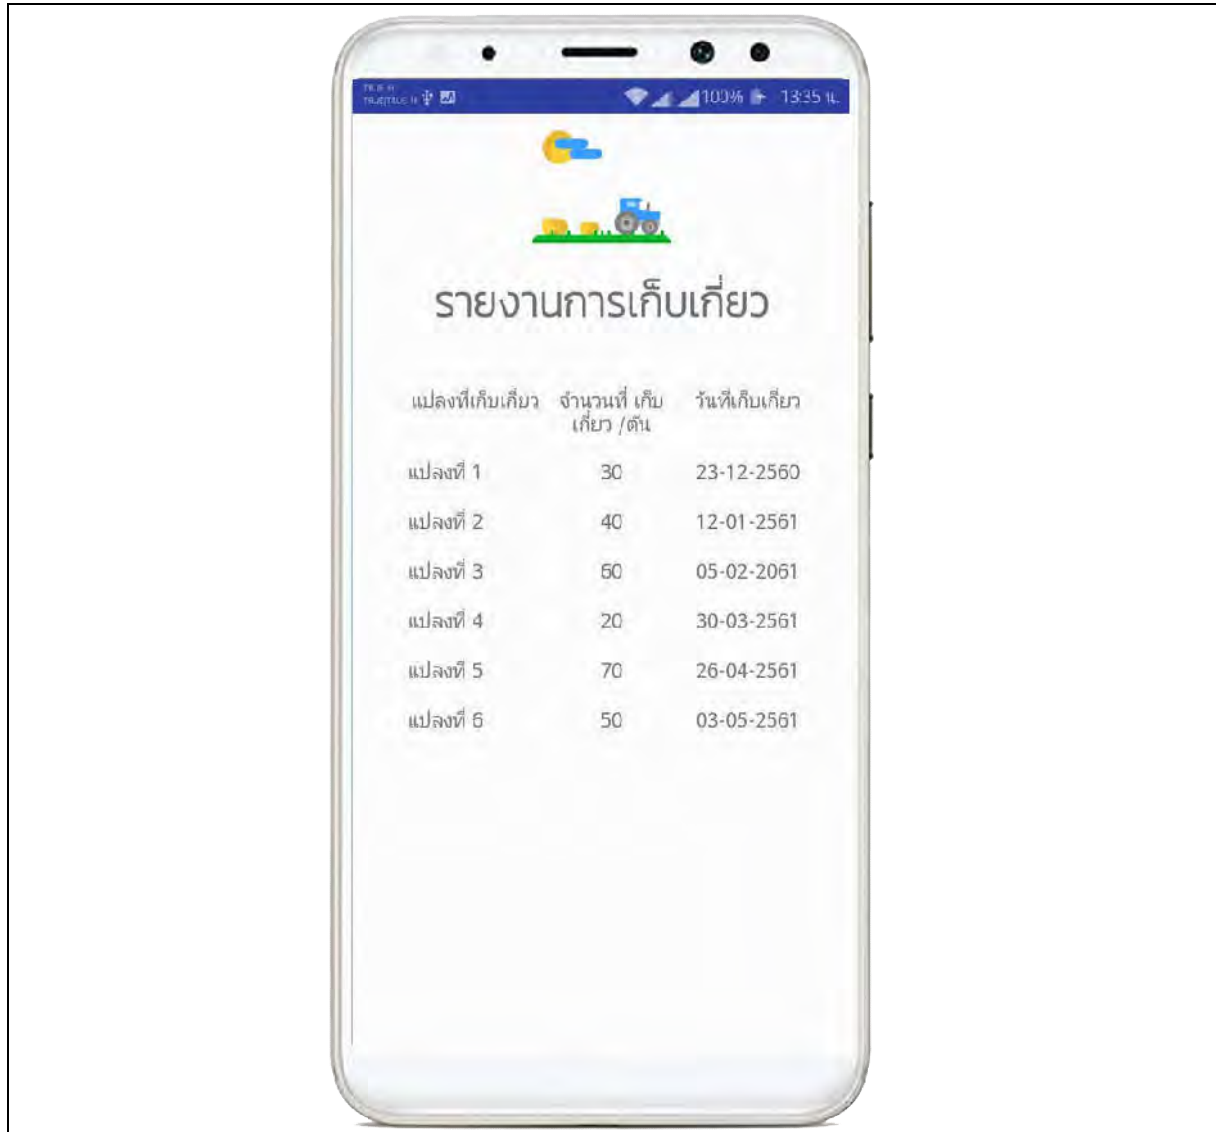 100% 13:35 น.
รายงานการเก็บเกี่ยว
แปลงที่เก็บเกี่ยว จำนวนที่ เก็บ วันที่เก็บเกี่ยว
เกี่ยว /ตัน
แปลงที่ 1 30 23-12-2560
แปลงที่ 2 40 12-01-2561
แปลงที่ 3 60 05-02-2061
แปลงที่ 4 20 30-03-2561
แปลงที่ 5 70 26-04-2561
แปลงที่ 6 50 03-05-2561